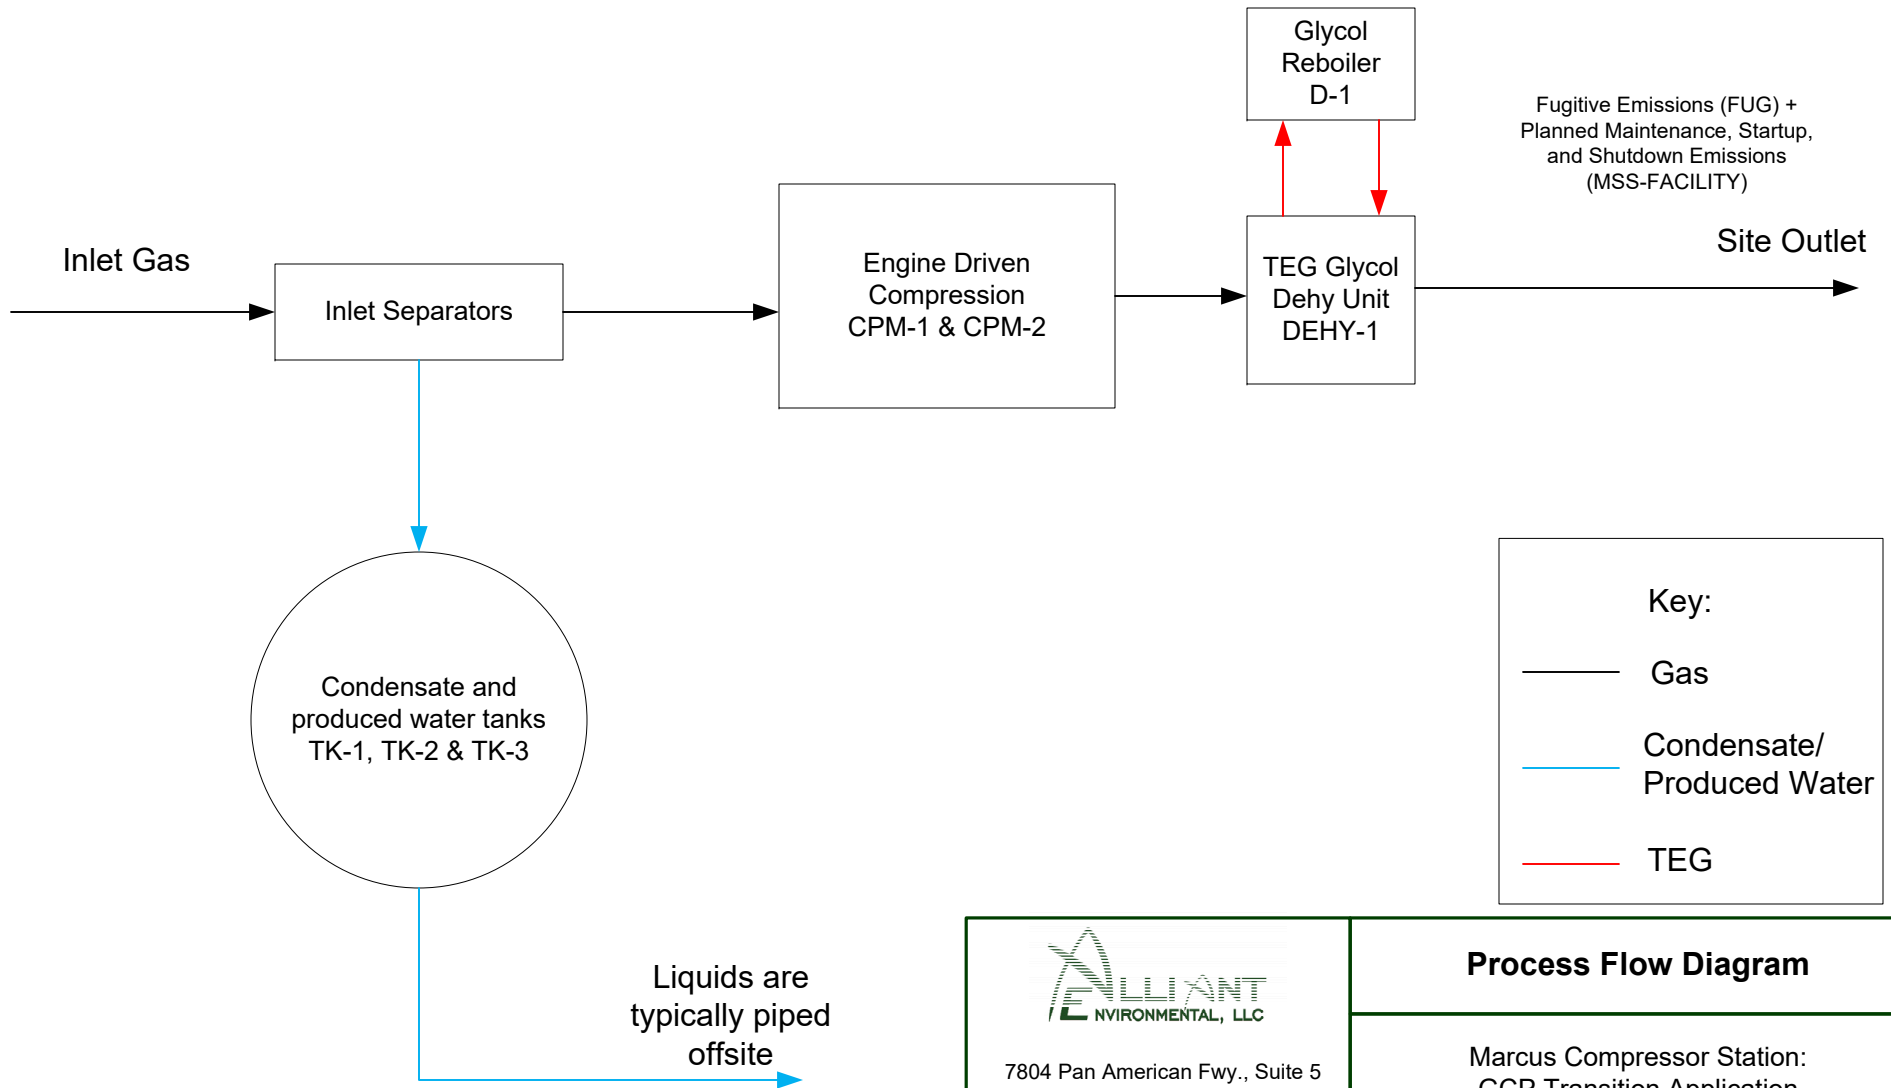 Glycol
Reboiler
D-1
Fugitive Emissions (FUG) +
Planned Maintenance, Startup,
and Shutdown Emissions
(MSS-FACILITY)
Inlet Gas
Inlet Separators
Engine Driven
Compression
CPM-1 & CPM-2
TEG Glycol
Dehy Unit
DEHY-1
Site Outlet
Condensate and
produced water tanks
TK-1, TK-2 & TK-3
Key:
Gas
Condensate/
Produced Water
TEG
Liquids are
typically piped
offsite
ALLIANT
ENVIRONMENTAL, LLC
7804 Pan American Fwy., Suite 5
Process Flow Diagram
Marcus Compressor Station:
GCP Transition Application